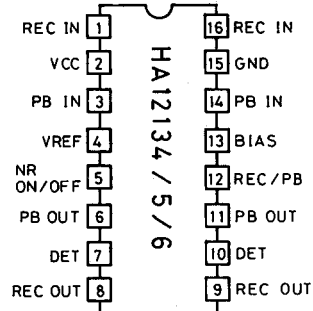 REC IN 1
VCC 2
PB IN 3
VREF 4
NR
ON/OFF 5
PB OUT 6
DET 7
REC OUT 8
HA12134/5/6
16 REC IN
15 GND
14 PB IN
13 BIAS
12 REC/PB
11 PB OUT
10 DET
9 REC OUT